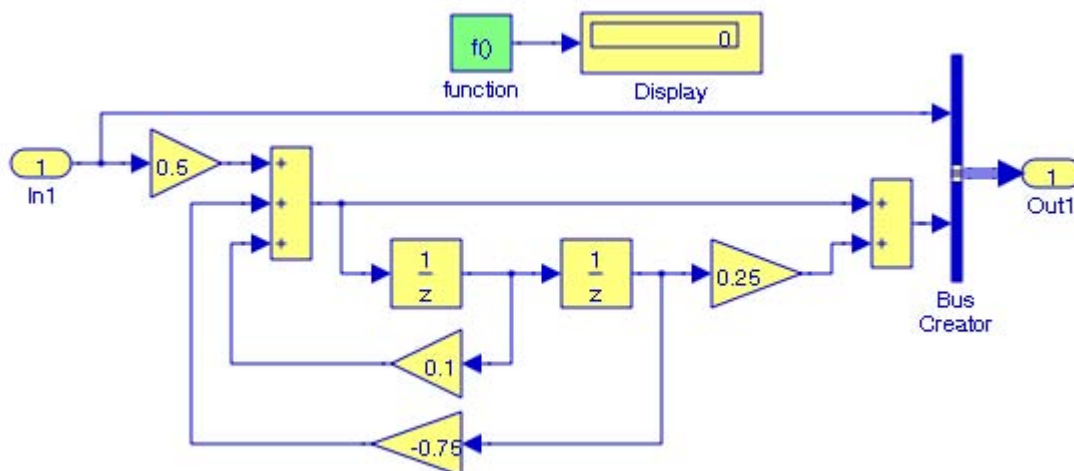 f()
function
0
Display
1
In1
0.5
+
+
+
1
z
1
z
0.25
+
+
0.1
-0.75
Bus
Creator
1
Out1